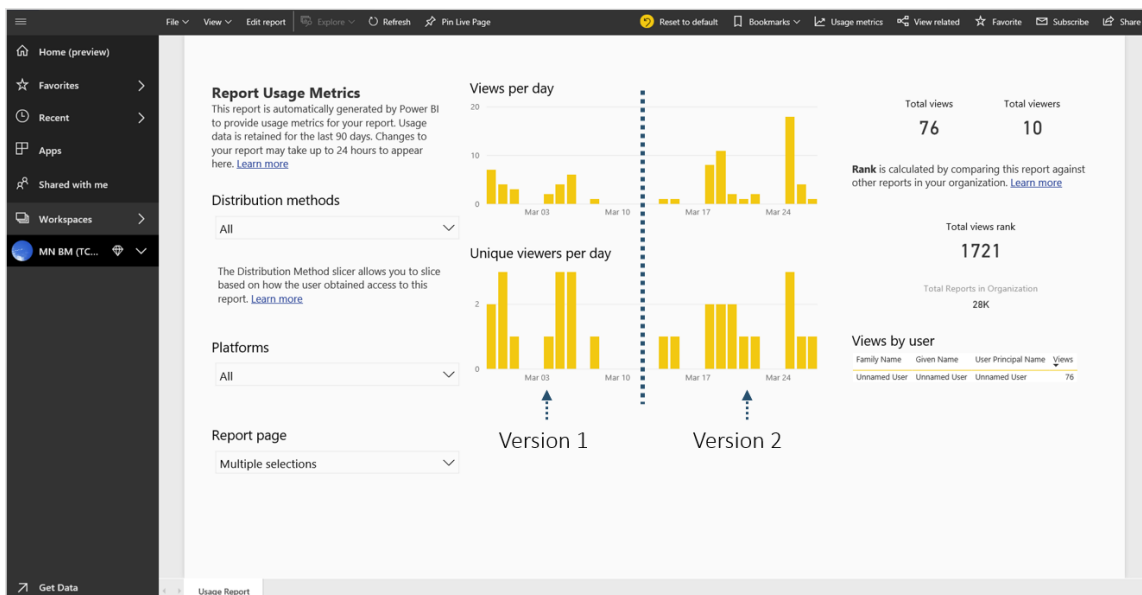 File View Edit report Explore Refresh Pin Live Page Reset to default Bookmarks Usage metrics View related Favorite Subscribe Share
Home (preview)
Favorites
Recent
Apps
Shared with me
Workspaces
MN BM (TC...
Get Data
Report Usage Metrics
This report is automatically generated by Power BI
to provide usage metrics for your report. Usage
data is retained for the last 90 days. Changes to
your report may take up to 24 hours to appear
here. Learn more
Distribution methods
All
The Distribution Method slicer allows you to slice
based on how the user obtained access to this
report. Learn more
Platforms
All
Report page
Multiple selections
Views per day
20
10
0
Mar 03 Mar 10 Mar 17 Mar 24
Unique viewers per day
2
0
Mar 03 Mar 10 Mar 17 Mar 24
Version 1 Version 2
Total views Total viewers
76 10
Rank is calculated by comparing this report against
other reports in your organization. Learn more
Total views rank
1721
Total Reports in Organization
28K
Views by user
Family Name Given Name User Principal Name Views
Unnamed User Unnamed User Unnamed User 76
Usage Report